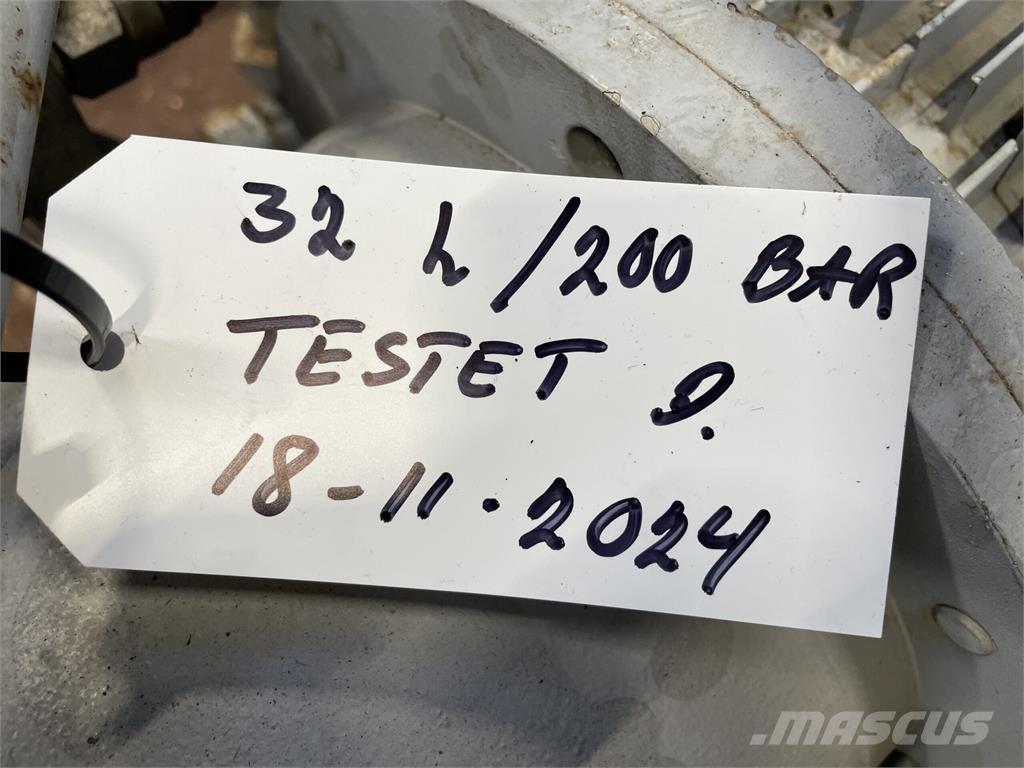 32 L/200 BAR
TESTET D.
18-11.2024
.MASCUS